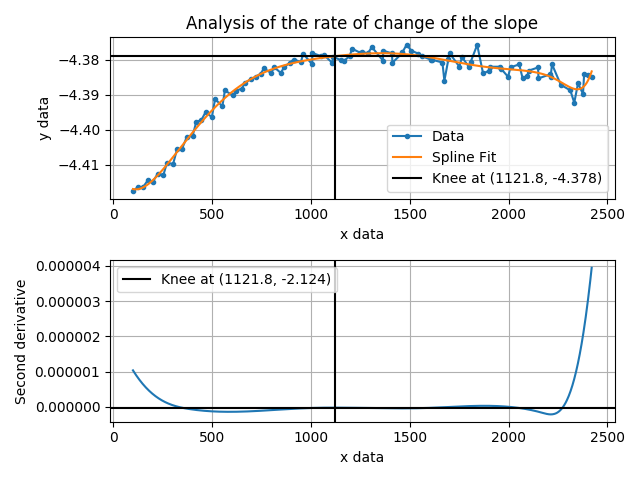 Analysis of the rate of change of the slope
−4.38
−4.39
−4.40
−4.41
y data
Data
Spline Fit
Knee at (1121.8, -4.378)
0 500 1000 1500 2000 2500
x data
0.000004
0.000003
0.000002
0.000001
0.000000
Second derivative
Knee at (1121.8, -2.124)
0 500 1000 1500 2000 2500
x data